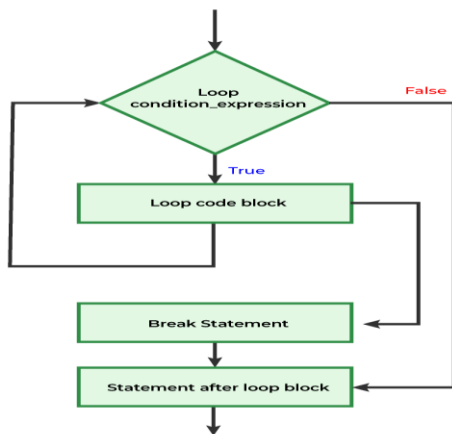 Loop
condition_expression
False
True
Loop code block
Break Statement
Statement after loop block